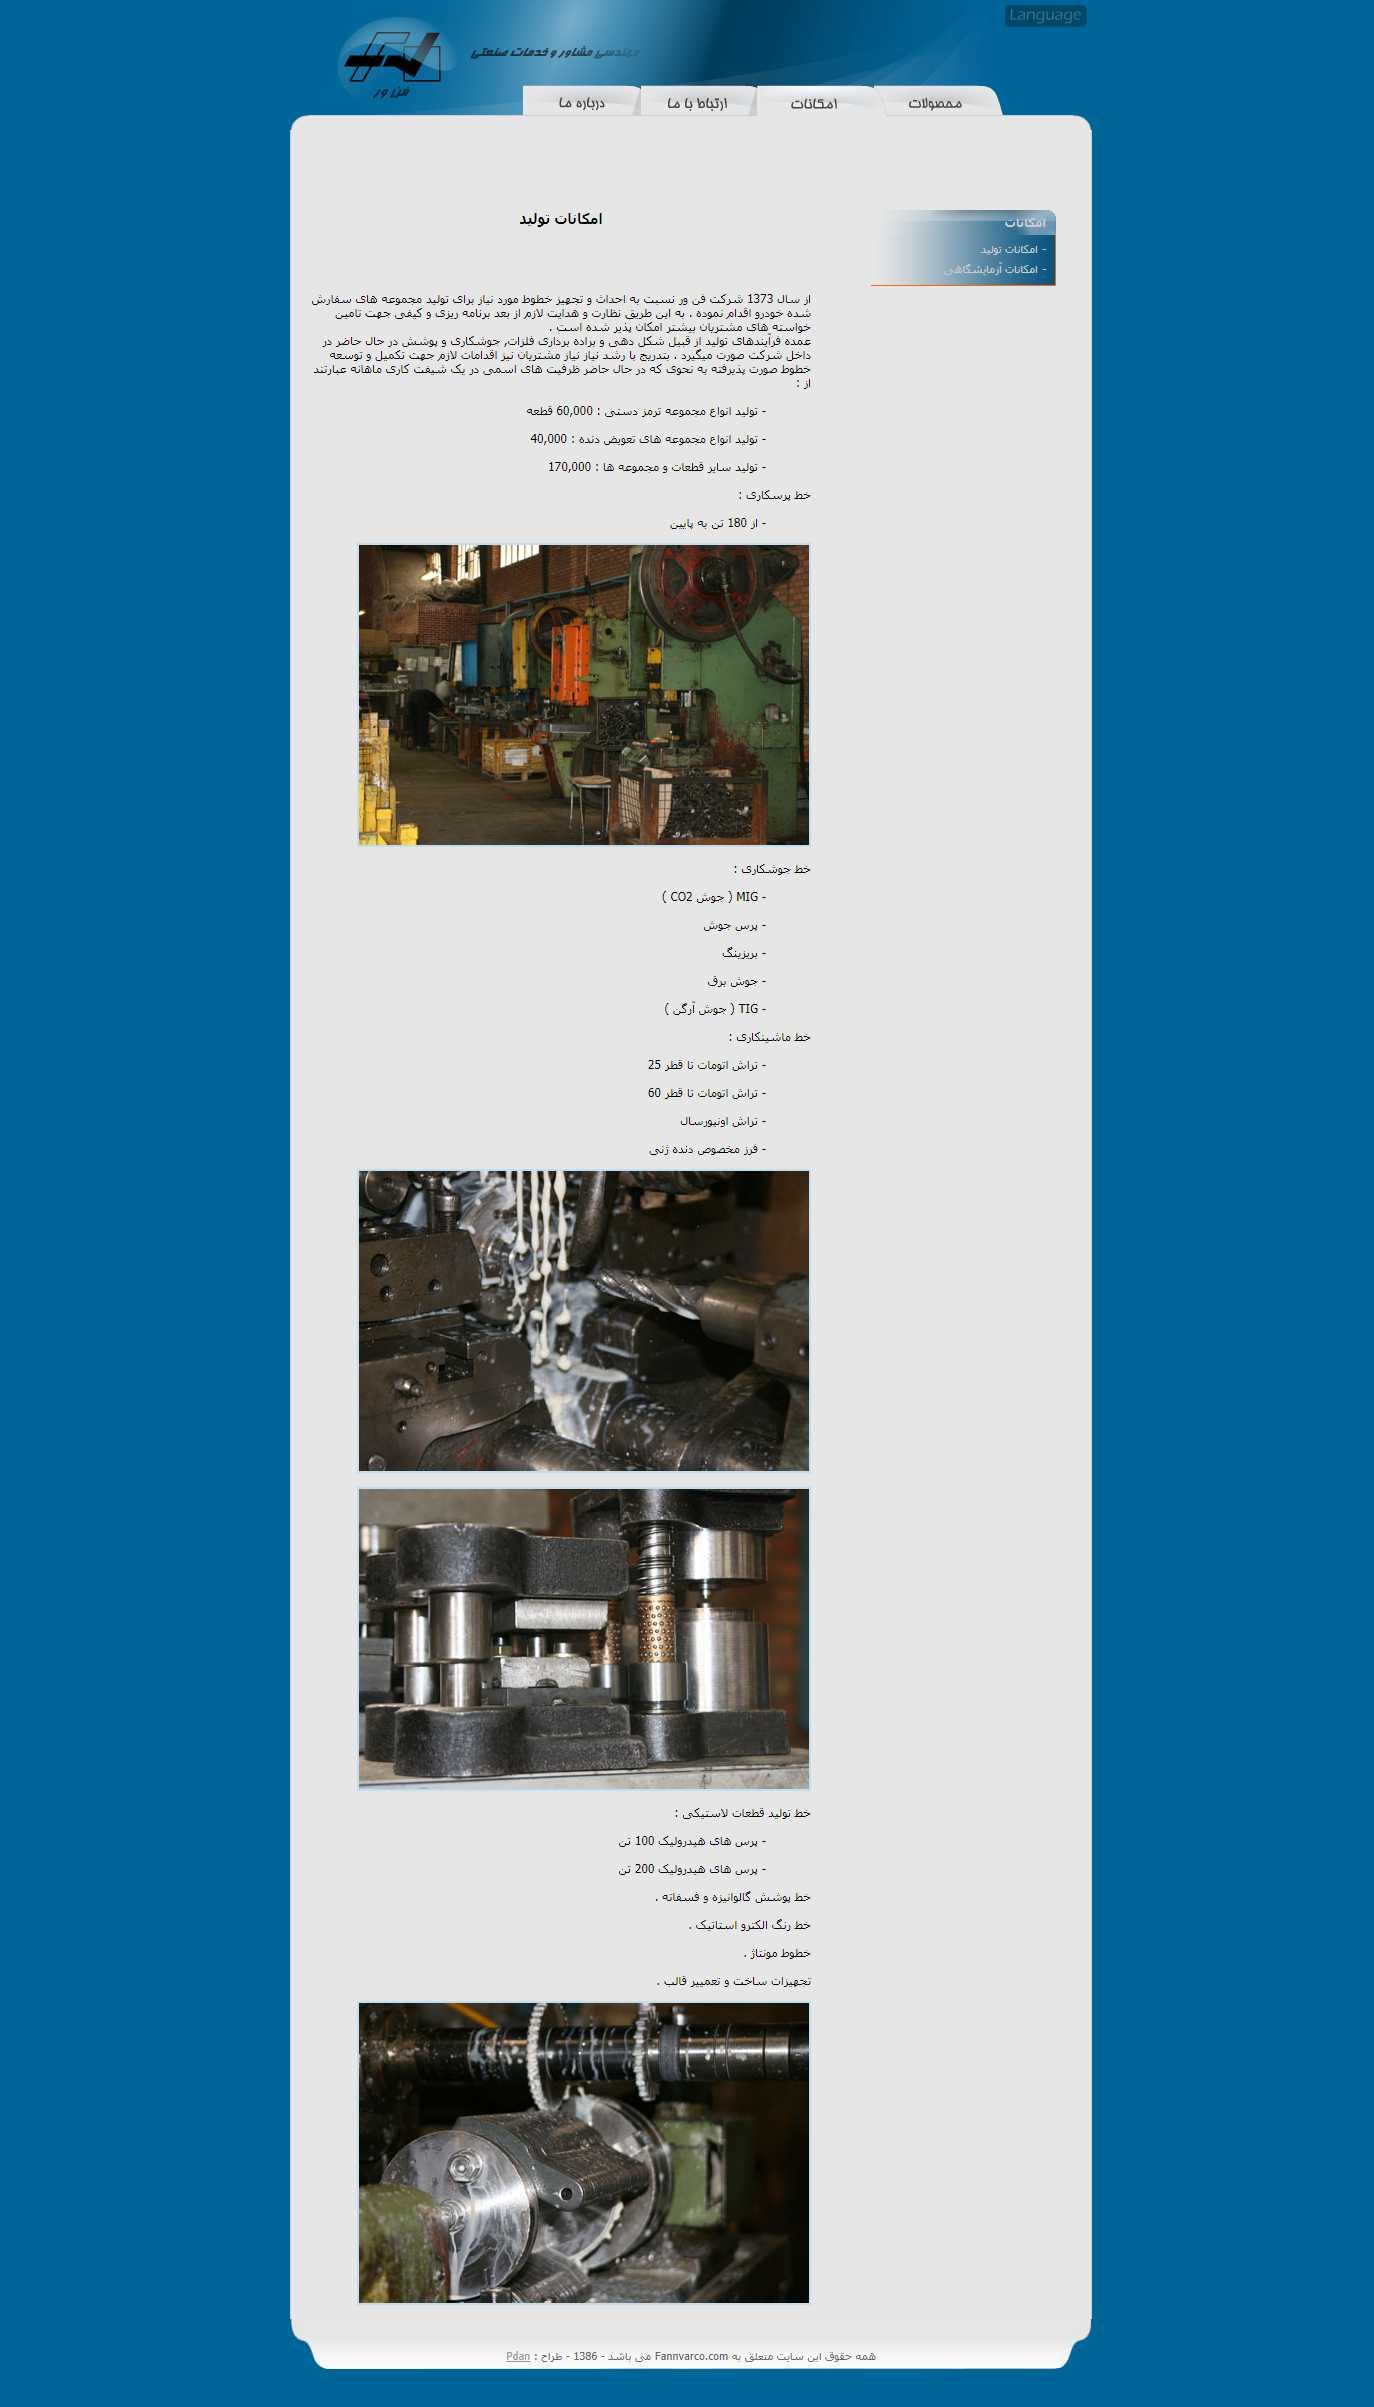 Language
مهندسی مشاور و خدمات صنعتی
فن ور
محصولات
امکانات
ارتباط با ما
درباره ما
امکانات
- امکانات تولید
- امکانات آزمایشگاهی
امکانات تولید
از سال 1373 شرکت فن ور نسبت به احداث و تجهیز خطوط مورد نیاز برای تولید مجموعه های سفارش
شده خودرو اقدام نموده . به این طریق نظارت و هدایت لازم از بعد برنامه ریزی و کیفی جهت تامین
خواسته های مشتریان بیشتر امکان پذیر شده است .
عمده فرآیندهای تولید از قبیل شکل دهی و براده برداری فلزات, جوشکاری و پوشش در حال حاضر در
داخل شرکت صورت میگیرد . بتدریج با رشد نیاز نیاز مشتریان نیز اقدامات لازم جهت تکمیل و توسعه
خطوط صورت پذیرفته به نحوی که در حال حاضر ظرفیت های اسمی در یک شیفت کاری ماهانه عبارتند
از :
- تولید انواع مجموعه ترمز دستی : 60,000 قطعه
- تولید انواع مجموعه های تعویض دنده : 40,000
- تولید سایر قطعات و مجموعه ها : 170,000
خط پرسکاری :
- از 180 تن به پایین
خط جوشکاری :
- MIG ( جوش CO2 )
- پرس جوش
- بریزینگ
- جوش برق
- TIG ( جوش آرگن )
خط ماشینکاری :
- تراش اتومات تا قطر 25
- تراش اتومات تا قطر 60
- تراش اونیورسال
- فرز مخصوص دنده زنی
خط تولید قطعات لاستیکی :
- پرس های هیدرولیک 100 تن
- پرس های هیدرولیک 200 تن
خط پوشش گالوانیزه و فسفاته .
خط رنگ الکترو استاتیک .
خطوط مونتاژ .
تجهیزات ساخت و تعمییر قالب .
همه حقوق این سایت متعلق به Fannvarco.com می باشد - 1386 - طراح : Pdan